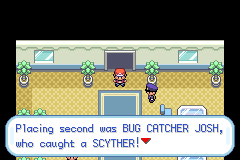 Placing second was BUG CATCHER JOSH,
who caught a SCYTHER!